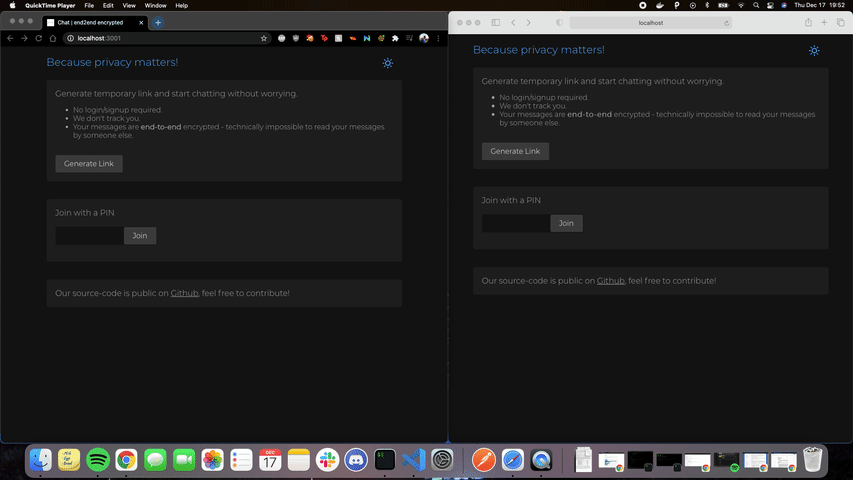 QuickTime Player File Edit View Window Help
Thu Dec 17 19:52
Chat | end2end encrypted
localhost:3001
Because privacy matters!
Generate temporary link and start chatting without worrying.
No login/signup required.
We don't track you.
Your messages are end-to-end encrypted - technically impossible to read your messages
by someone else.
Generate Link
Join with a PIN
Join
Our source-code is public on Github, feel free to contribute!
localhost
Because privacy matters!
Generate temporary link and start chatting without worrying.
No login/signup required.
We don't track you.
Your messages are end-to-end encrypted - technically impossible to read your messages
by someone else.
Generate Link
Join with a PIN
Join
Our source-code is public on Github, feel free to contribute!
DEC
17